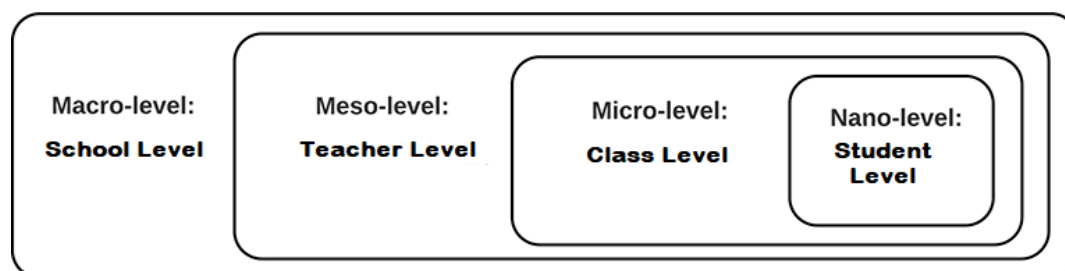 Macro-level:
School Level
Meso-level:
Teacher Level
Micro-level:
Class Level
Nano-level:
Student
Level